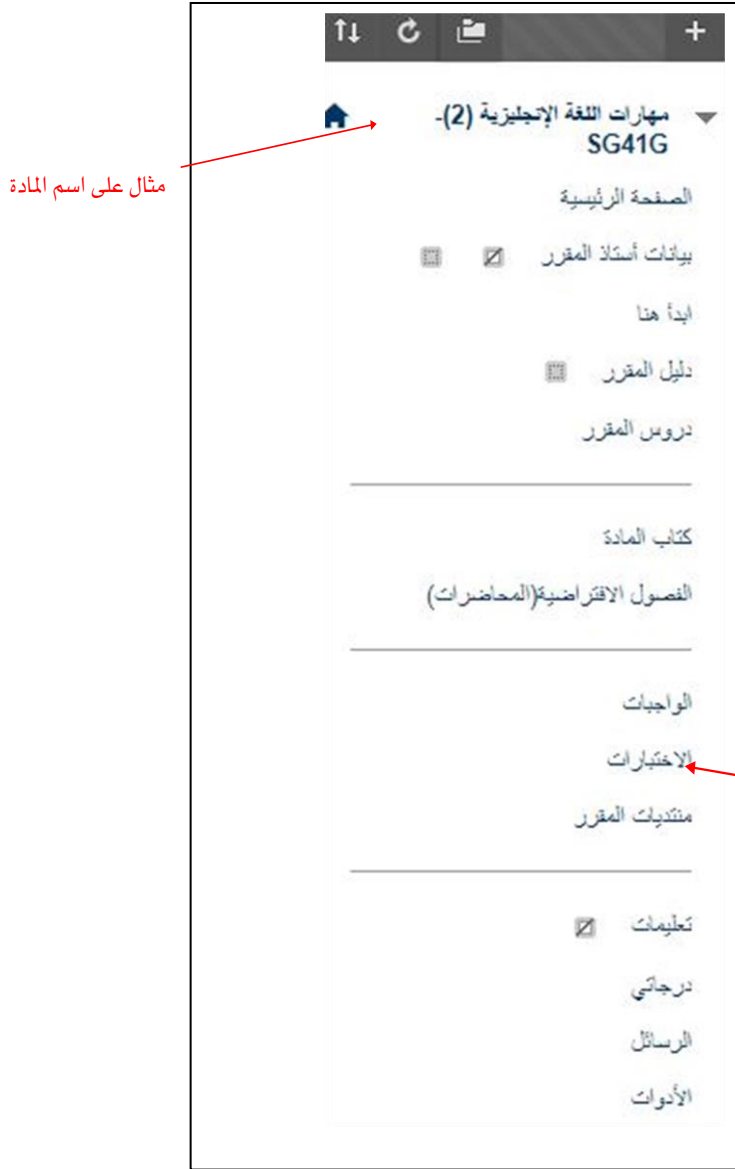 مهارات اللغة الإنجليزية (2)-
SG41G
مثال على اسم المادة
الصفحة الرئيسية
بيانات أستاذ المقرر
ابدأ هنا
دليل المقرر
دروس المقرر
كتاب المادة
الفصول الافتراضية(المحاضرات)
الواجبات
الاختبارات
منتديات المقرر
تعليمات
درجاتي
الرسائل
الأدوات